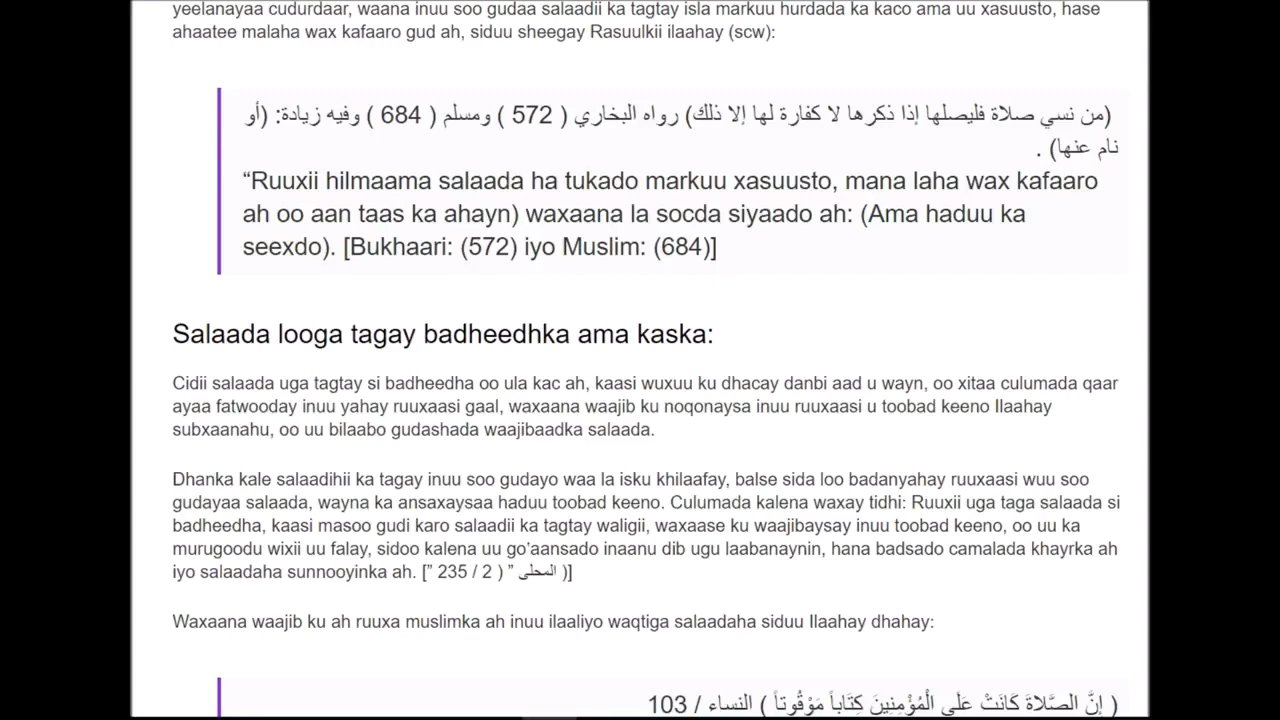 yeelanayaa cudurdaar, waana inuu soo gudaa salaadii ka tagtay isla markuu hurdada ka kaco ama uu xasuusto, hase
ahaatee malaha wax kafaaro gud ah, siduu sheegay Rasuulkii ilaahay (scw):
(من نسي صلاة فليصلها إذا ذكرها لا كفارة لها إلا ذلك) رواه البخاري ( 572 ) ومسلم ( 684 ) وفيه زيادة: (أو
نام عنها) .
“Ruuxii hilmaama salaada ha tukado markuu xasuusto, mana laha wax kafaaro
ah oo aan taas ka ahayn) waxaana la socda siyaado ah: (Ama haduu ka
seexdo). [Bukhaari: (572) iyo Muslim: (684)]
Salaada looga tagay badheedhka ama kaska:
Cidii salaada uga tagtay si badheedha oo ula kac ah, kaasi wuxuu ku dhacay danbi aad u wayn, oo xitaa culumada qaar
ayaa fatwooday inuu yahay ruuxaasi gaal, waxaana waajib ku noqonaysa inuu ruuxaasi u toobad keeno Ilaahay
subxaanahu, oo uu bilaabo gudashada waajibaadka salaada.
Dhanka kale salaadihii ka tagay inuu soo gudayo waa la isku khilaafay, balse sida loo badanyahay ruuxaasi wuu soo
gudayaa salaada, wayna ka ansaxaysaa haduu toobad keeno. Culumada kalena waxay tidhi: Ruuxii uga taga salaada si
badheedha, kaasi masoo gudi karo salaadii ka tagtay waligii, waxaase ku waajibaysay inuu toobad keeno, oo uu ka
murugoodu wixii uu falay, sidoo kalena uu go’aansado inaanu dib ugu laabanaynin, hana badsado camalada khayrka ah
iyo salaadaha sunnooyinka ah. [” 235 / 2 ) ” المحلى )]
Waxaana waajib ku ah ruuxa muslimka ah inuu ilaaliyo waqtiga salaadaha siduu Ilaahay dhahay:
( إِنَّ الصَّلاةَ كَانَتْ عَلَى الْمُؤْمِنِينَ كِتَاباً مَوْقُوتاً ) النساء / 103